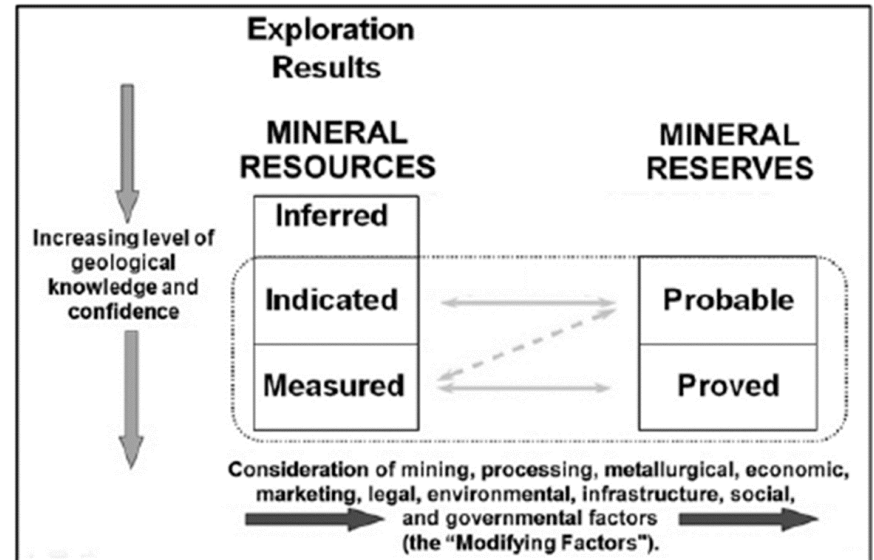 Exploration
Results
MINERAL
RESOURCES
MINERAL
RESERVES
Inferred
Increasing level of
geological
knowledge and
confidence
Indicated
Probable
Measured
Proved
Consideration of mining, processing, metallurgical, economic,
marketing, legal, environmental, infrastructure, social,
and governmental factors
(the “Modifying Factors”).